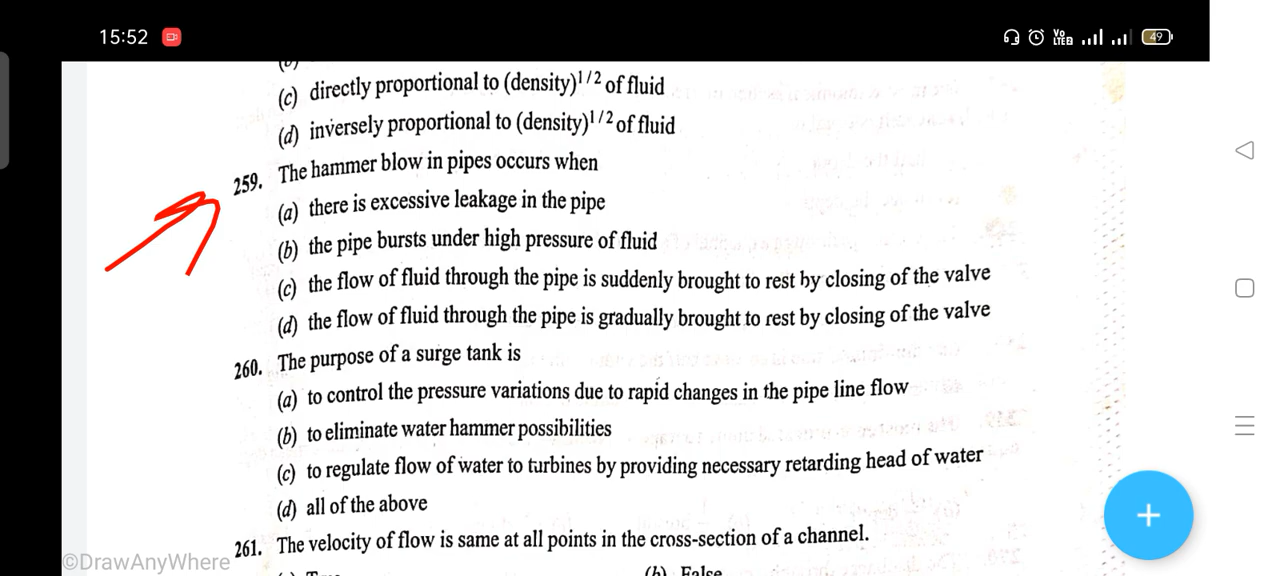 15:52
Vo
LTE2
49
(c) directly proportional to (density)^1/2 of fluid
(d) inversely proportional to (density)^1/2 of fluid
259. The hammer blow in pipes occurs when
(a) there is excessive leakage in the pipe
(b) the pipe bursts under high pressure of fluid
(c) the flow of fluid through the pipe is suddenly brought to rest by closing of the valve
(d) the flow of fluid through the pipe is gradually brought to rest by closing of the valve
260. The purpose of a surge tank is
(a) to control the pressure variations due to rapid changes in the pipe line flow
(b) to eliminate water hammer possibilities
(c) to regulate flow of water to turbines by providing necessary retarding head of water
(d) all of the above
261. The velocity of flow is same at all points in the cross-section of a channel.
(b) False
©DrawAnyWhere